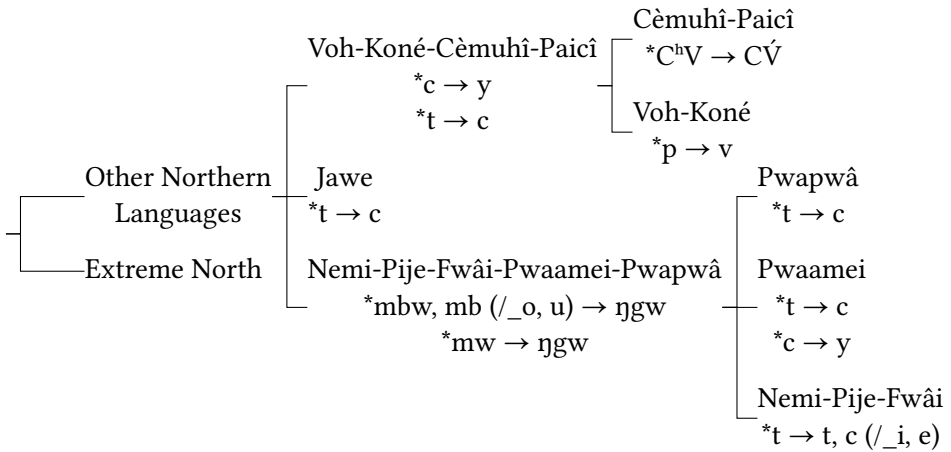 Cèmuhî-Paicî
*CʰV → CV́
Voh-Koné-Cèmuhî-Paicî
*c → y
*t → c
Voh-Koné
*p → v
Other Northern
Languages
Jawe
*t → c
Pwapwâ
*t → c
Extreme North
Nemi-Pije-Fwâi-Pwaamei-Pwapwâ
*mbw, mb (/_o, u) → ŋgw
*mw → ŋgw
Pwaamei
*t → c
*c → y
Nemi-Pije-Fwâi
*t → t, c (/_i, e)